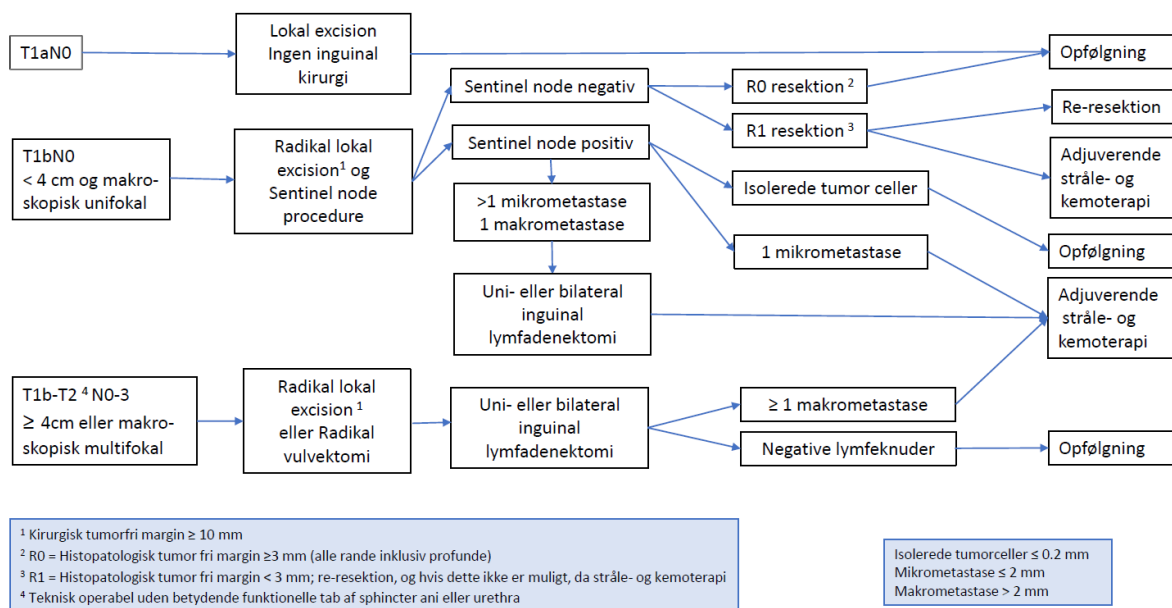 T1aN0
Lokal excision
Ingen inguinal
kirurgi
Opfølgning
Sentinel node negativ
R0 resektion ²
R1 resektion ³
Re-resektion
Adjuverende
stråle- og
kemoterapi
T1bN0
< 4 cm og makro-
skopisk unifokal
Radikal lokal
excision¹ og
Sentinel node
procedure
Sentinel node positiv
Isolerede tumor celler
Opfølgning
>1 mikrometastase
1 makrometastase
1 mikrometastase
Uni- eller bilateral
inguinal
lymfadenektomi
Adjuverende
stråle- og
kemoterapi
T1b-T2 ⁴ N0-3
≥ 4cm eller makro-
skopisk multifokal
Radikal lokal
excision ¹
eller Radikal
vulvektomi
Uni- eller bilateral
inguinal
lymfadenektomi
≥ 1 makrometastase
Negative lymfeknuder
Opfølgning
¹ Kirurgisk tumorfri margin ≥ 10 mm
² R0 = Histopatologisk tumor fri margin ≥3 mm (alle rande inklusiv profunde)
³ R1 = Histopatologisk tumor fri margin < 3 mm; re-resektion, og hvis dette ikke er muligt, da stråle- og kemoterapi
⁴ Teknisk operabel uden betydende funktionelle tab af sphincter ani eller urethra
Isolerede tumorceller ≤ 0.2 mm
Mikrometastase ≤ 2 mm
Makrometastase > 2 mm